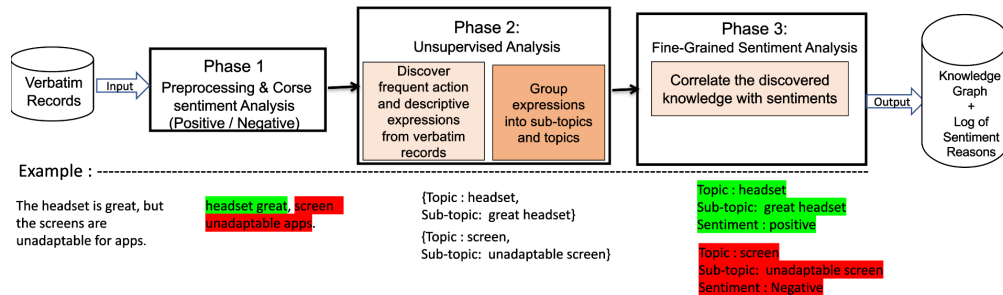 Verbatim
Records
Input
Phase 1
Preprocessing & Corse
sentiment Analysis
(Positive / Negative)
Phase 2:
Unsupervised Analysis
Discover
frequent action
and descriptive
expressions
from verbatim
records
Group
expressions
into sub-topics
and topics
Phase 3:
Fine-Grained Sentiment Analysis
Correlate the discovered
knowledge with sentiments
Output
Knowledge
Graph
+
Log of
Sentiment
Reasons
Example :
The headset is great, but
the screens are
unadaptable for apps.
headset great, screen
unadaptable apps.
{Topic : headset,
Sub-topic: great headset}
{Topic : screen,
Sub-topic: unadaptable screen}
Topic : headset
Sub-topic: great headset
Sentiment : positive
Topic : screen
Sub-topic: unadaptable screen
Sentiment : Negative